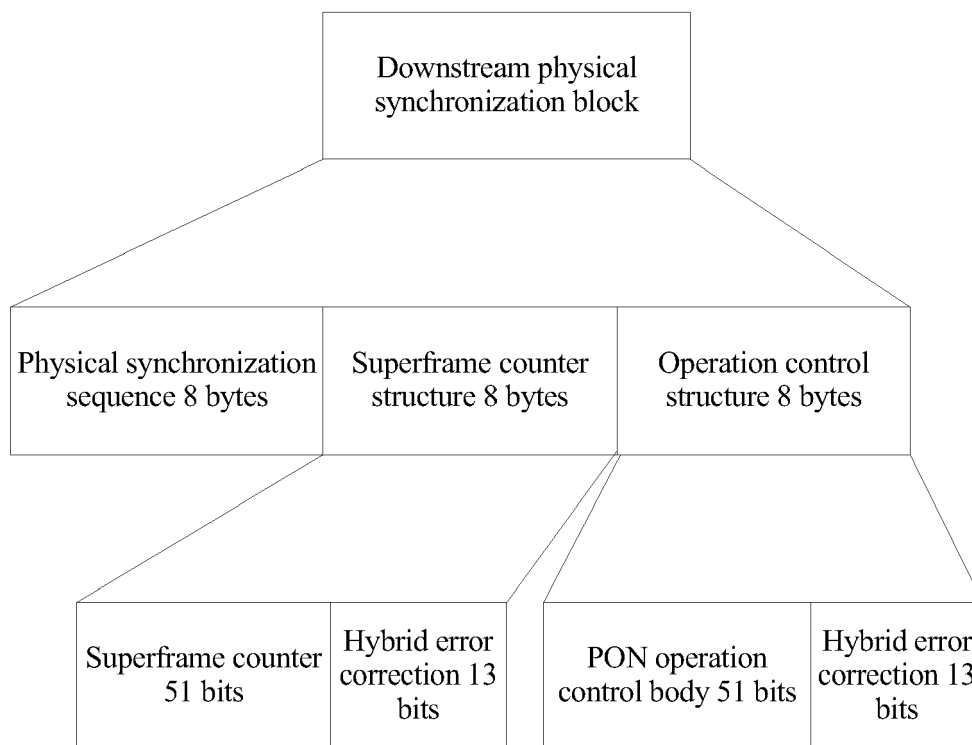 Downstream physical
synchronization block
Physical synchronization
sequence 8 bytes
Superframe counter
structure 8 bytes
Operation control
structure 8 bytes
Superframe counter
51 bits
Hybrid error
correction 13
bits
PON operation
control body 51 bits
Hybrid error
correction 13
bits